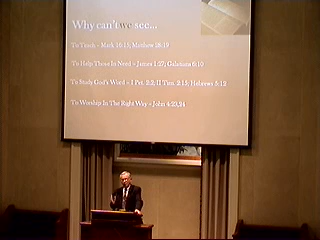 Why can't we see...
To Teach – Mark 16:15; Matthew 28:19
To Help Those In Need – James 1:27; Galatians 6:10
To Study God's Word – I Pet. 2:2; II Tim. 2:15; Hebrews 5:12
To Worship In The Right Way – John 4:23,24